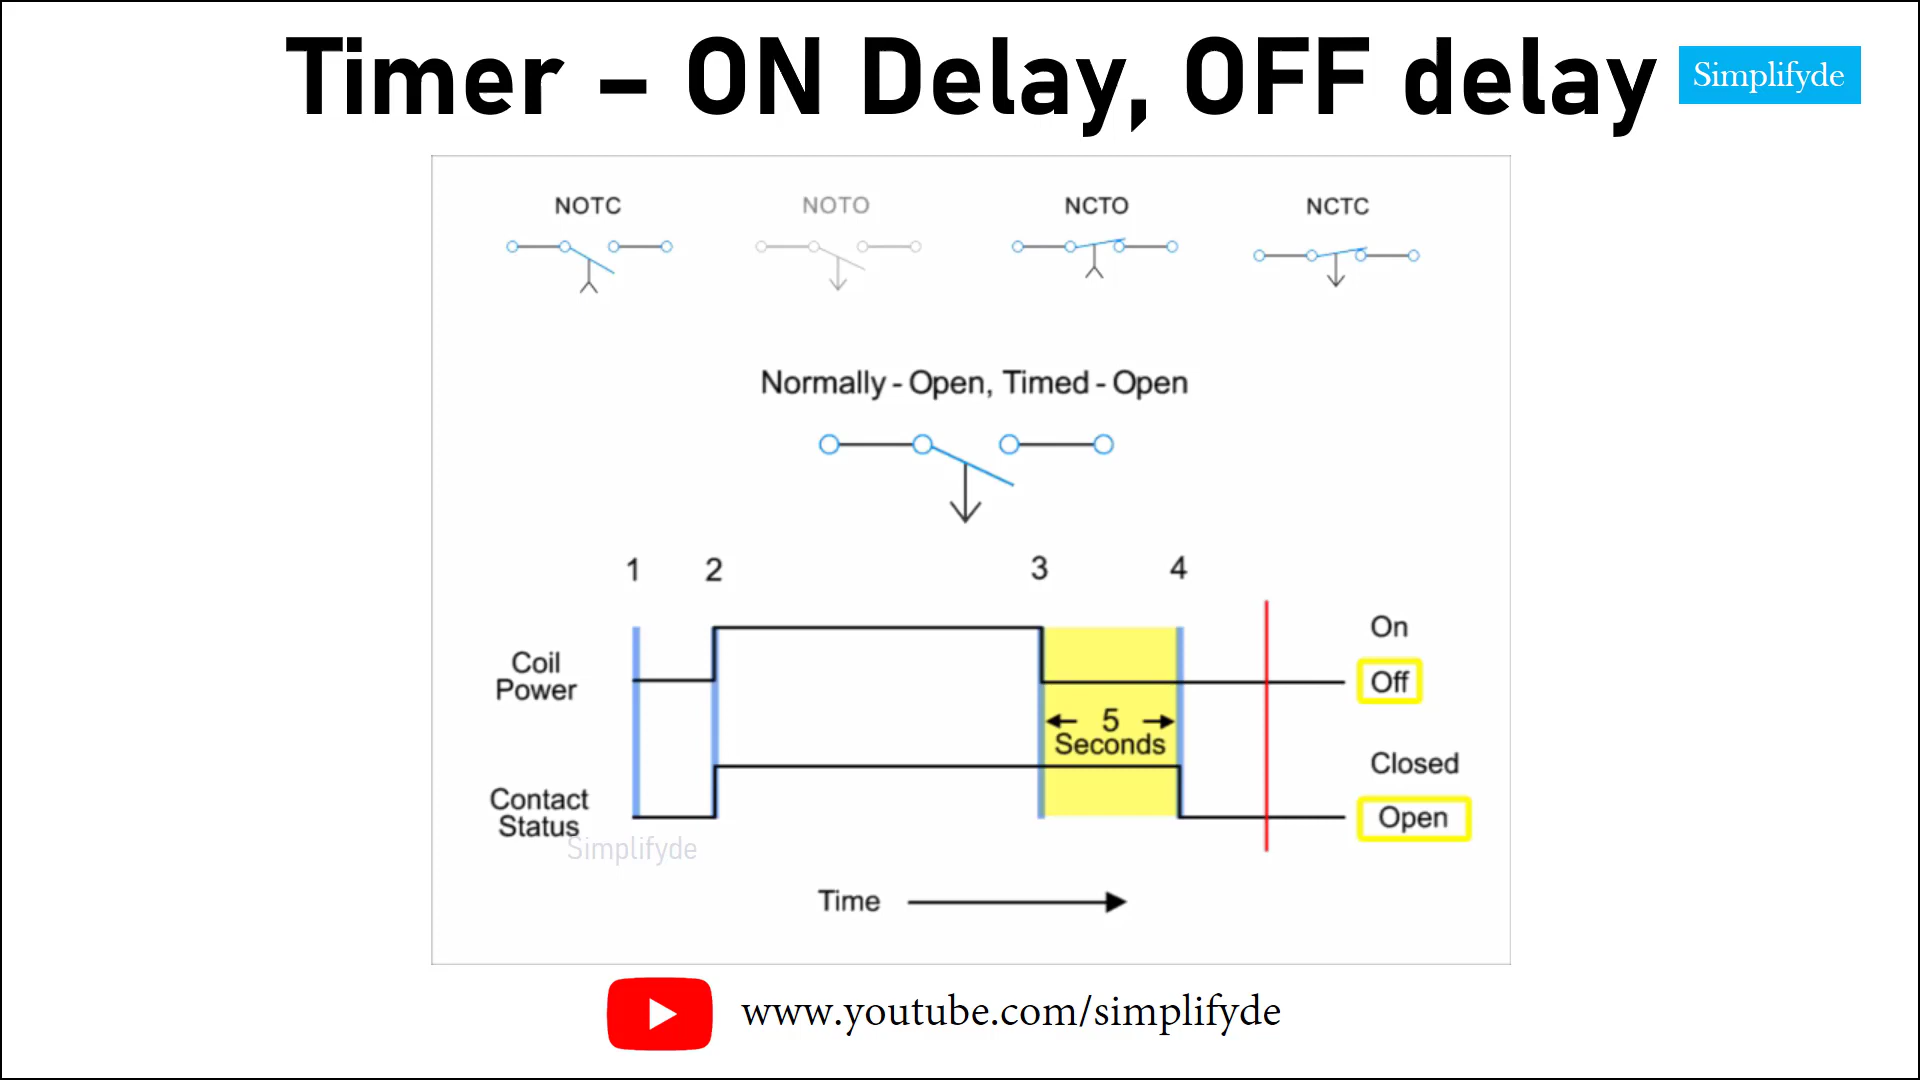 Timer – ON Delay, OFF delay
Simplifyde
NOTC
NOTO
NCTO
NCTC
Normally - Open, Timed - Open
1
2
3
4
Coil
Power
On
Off
5
Seconds
Contact
Status
Closed
Open
Simplifyde
Time
www.youtube.com/simplifyde